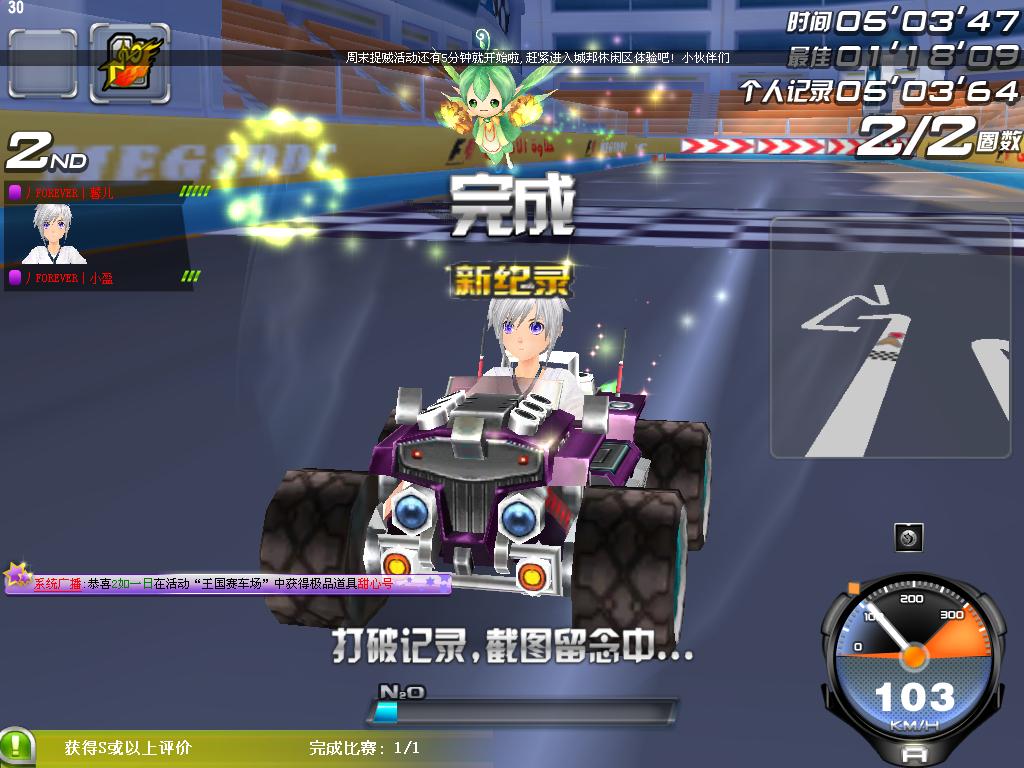 30
时间05'03'47
周末捉贼活动还有5分钟就开始啦,赶紧进入城邦休闲区体验吧！小伙伴们
最佳01'18'09
个人记录05'03'64
2/2圈数
2ND
丿FOREVER丨馨儿
丿FOREVER丨小盈
完成
新纪录
系统广播:恭喜2如一日在活动“王国赛车场”中获得极品道具甜心号
打破记录,截图留念中...
N2O
0 100 200 300
103
KM/H
A
获得S或以上评价 完成比赛: 1/1